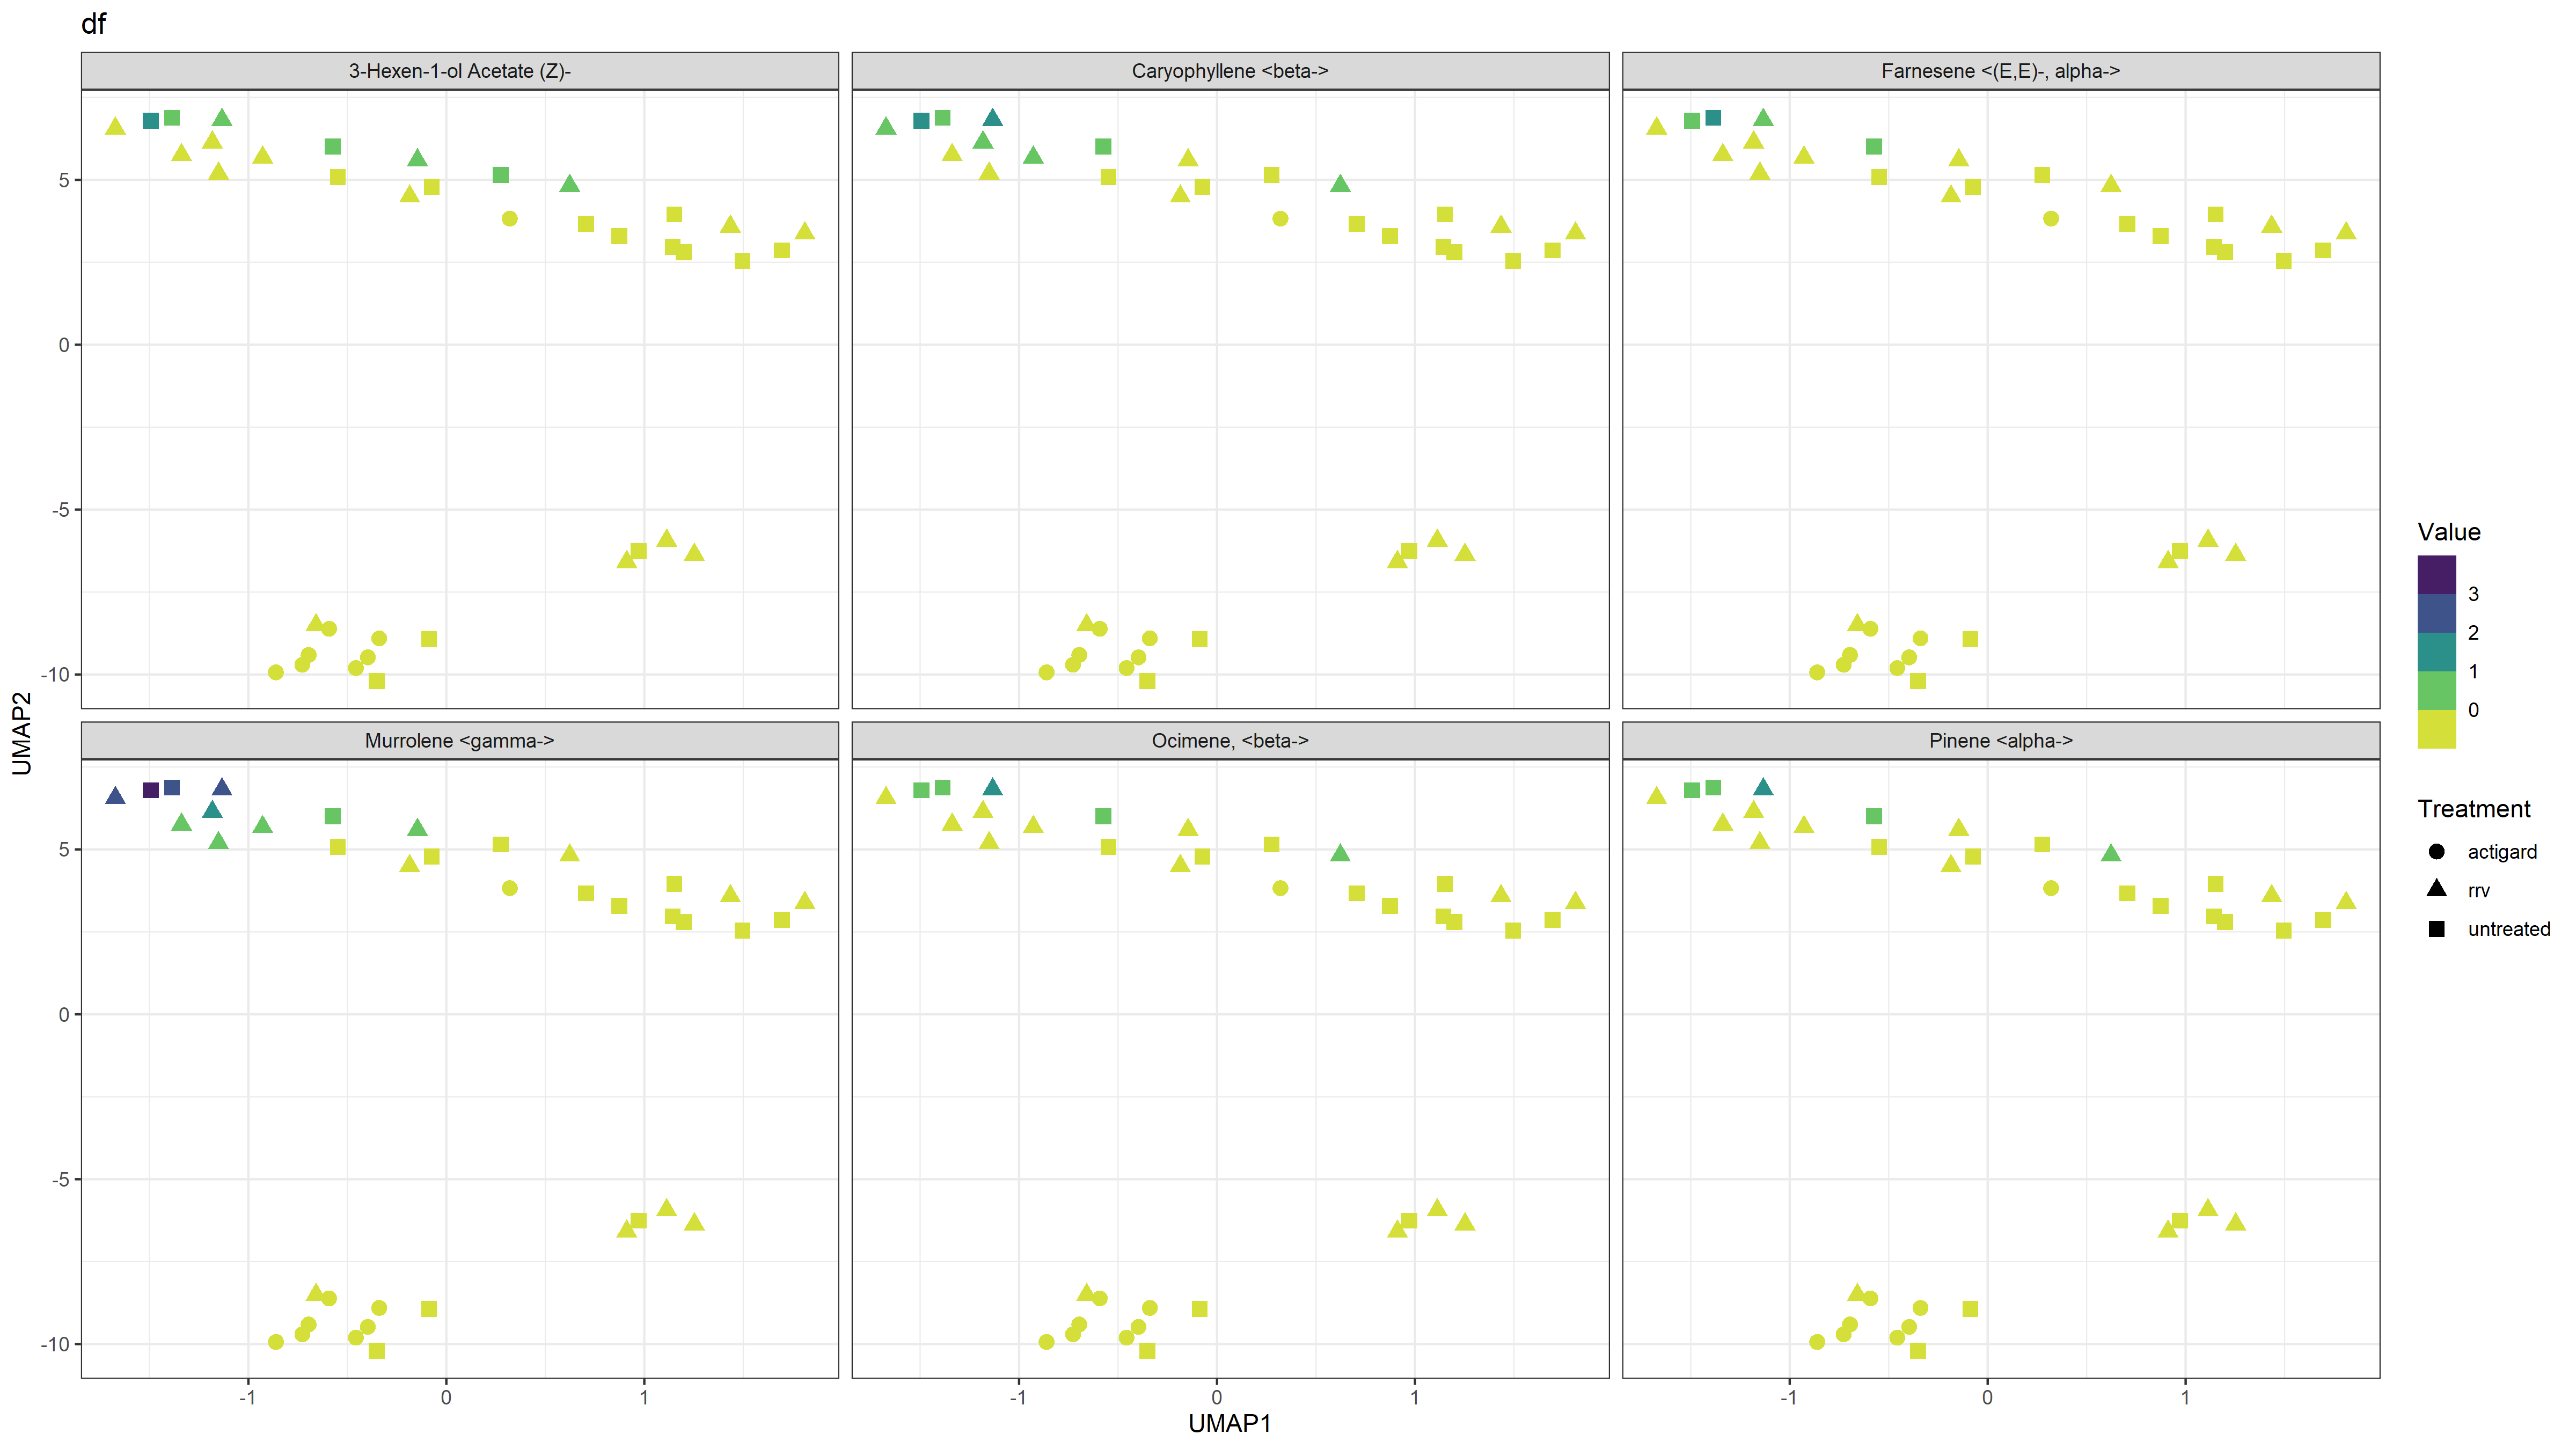 df
3-Hexen-1-ol Acetate (Z)-
Caryophyllene <beta->
Farnesene <(E,E)-, alpha->
5
0
-5
-10
Murrolene <gamma->
Ocimene, <beta->
Pinene <alpha->
5
0
-5
-10
-1 0 1
-1 0 1
-1 0 1
UMAP1
UMAP2
Value
3
2
1
0
Treatment
actigard
rrv
untreated